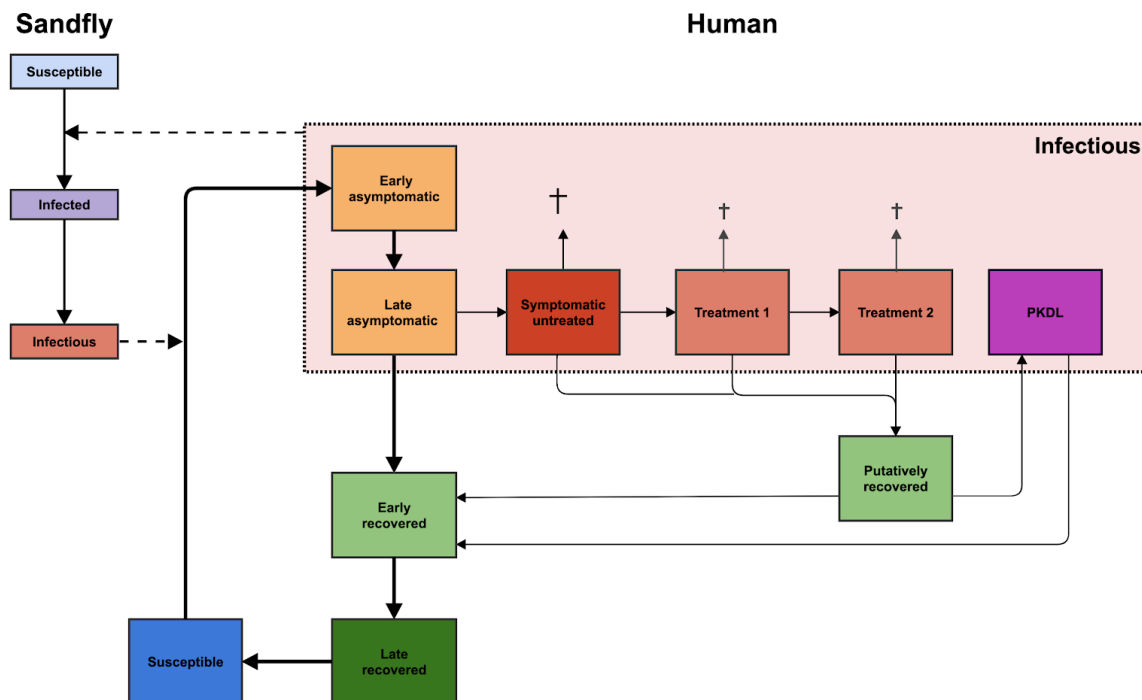 Sandfly
Human
Susceptible
Infectious
Early
asymptomatic
Infected
†
†
†
Late
asymptomatic
Symptomatic
untreated
Treatment 1
Treatment 2
PKDL
Infectious
Putatively
recovered
Early
recovered
Susceptible
Late
recovered